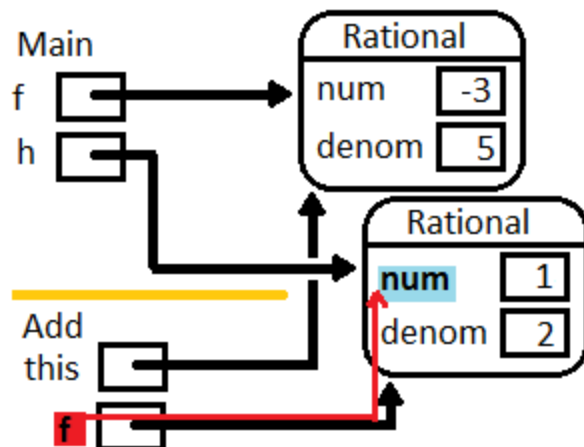 Main
f
h
Rational
num -3
denom 5
Rational
num 1
denom 2
Add
this
f